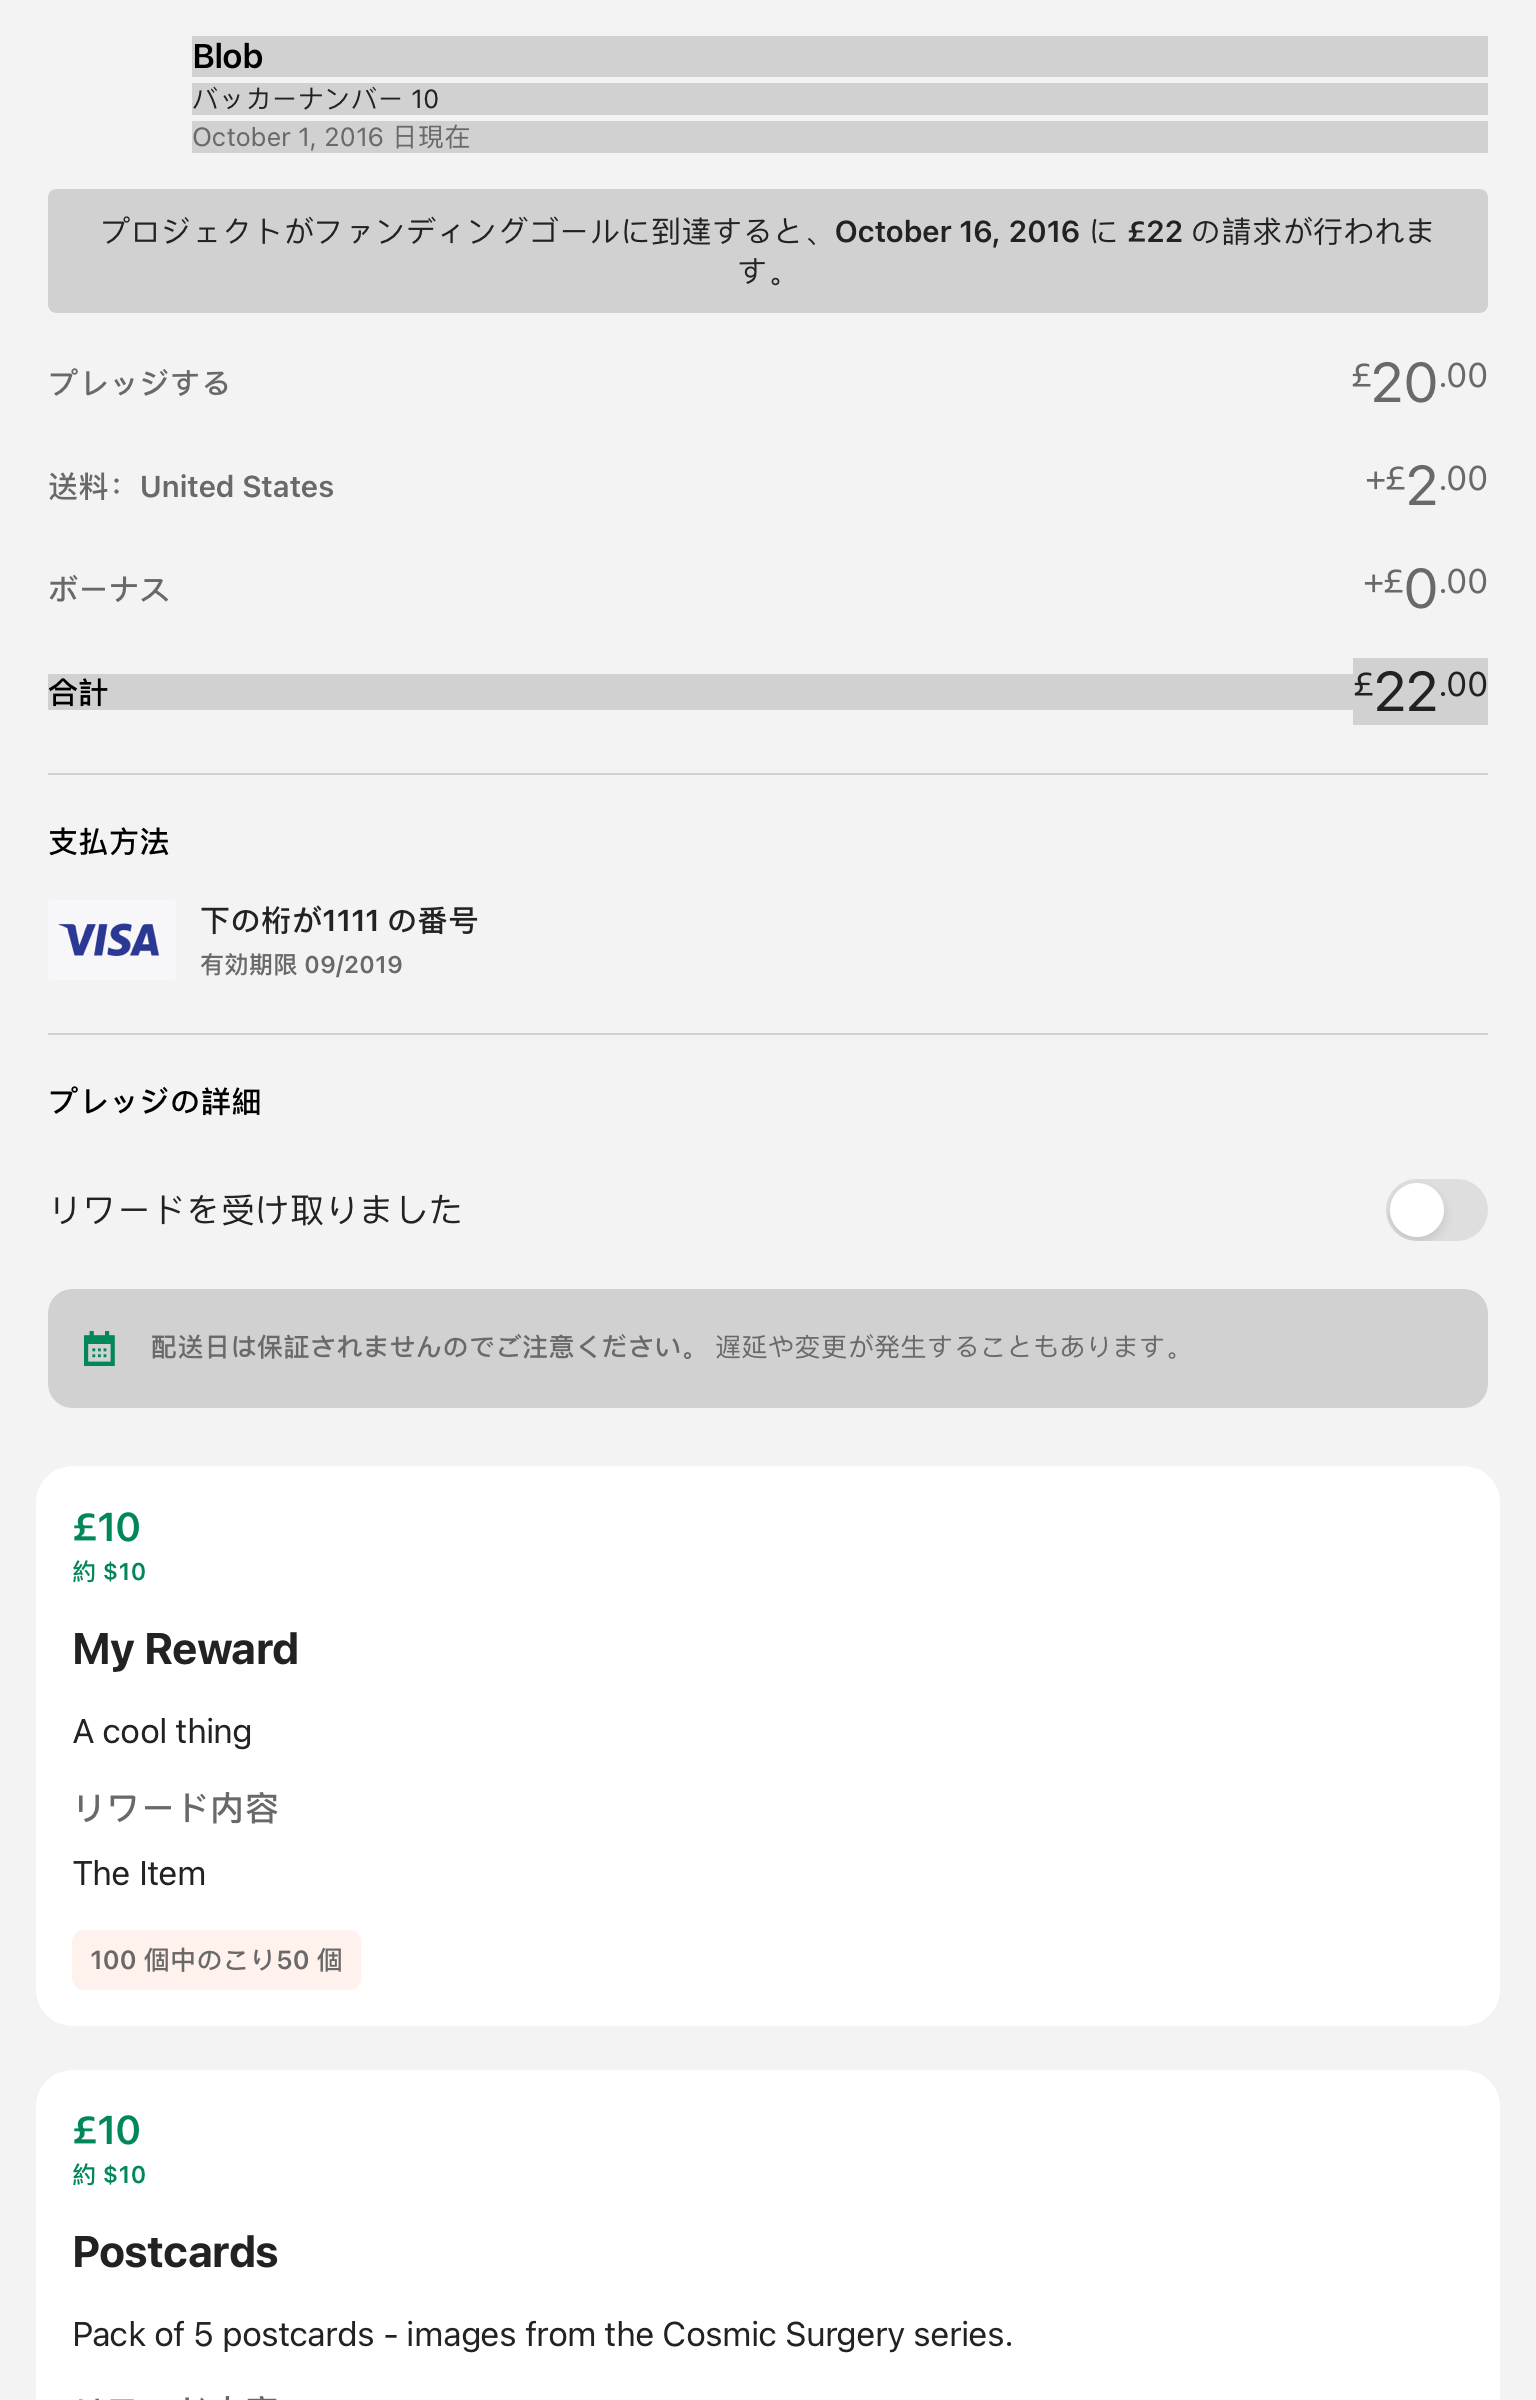 Blob
バッカーナンバー 10
October 1, 2016 日現在
プロジェクトがファンディングゴールに到達すると、October 16, 2016 に £22 の請求が行われま
す。
プレッジする £20.00
送料：United States +£2.00
ボーナス +£0.00
合計 £22.00
支払方法
VISA 下の桁が1111 の番号
有効期限 09/2019
プレッジの詳細
リワードを受け取りました
配送日は保証されませんのでご注意ください。 遅延や変更が発生することもあります。
£10
約 $10
My Reward
A cool thing
リワード内容
The Item
100 個中のこり50 個
£10
約 $10
Postcards
Pack of 5 postcards - images from the Cosmic Surgery series.